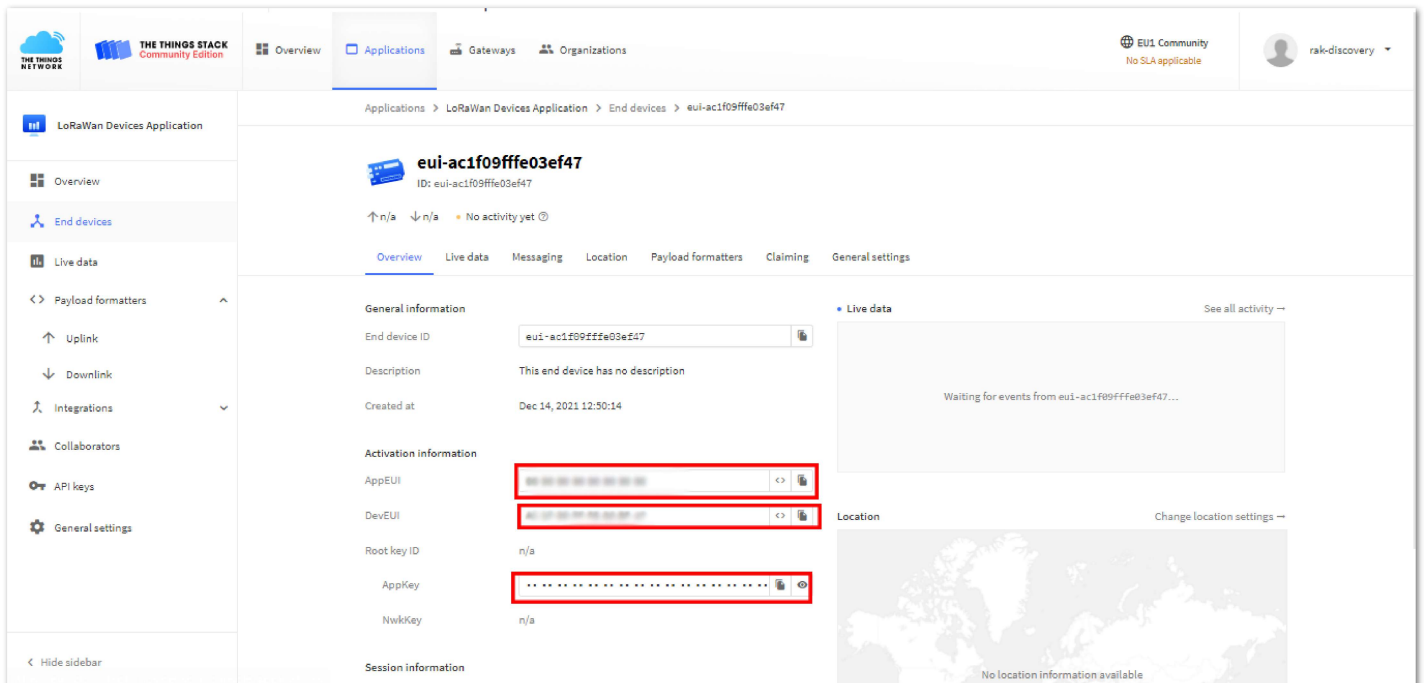 THE THINGS
NETWORK
THE THINGS STACK
Community Edition
Overview
Applications
Gateways
Organizations
EU1 Community
No SLA applicable
rak-discovery
LoRaWan Devices Application
Overview
End devices
Live data
Payload formatters
Uplink
Downlink
Integrations
Collaborators
API keys
General settings
Hide sidebar
Applications > LoRaWan Devices Application > End devices > eui-ac1f09fffe03ef47
eui-ac1f09fffe03ef47
ID: eui-ac1f09fffe03ef47
↑ n/a ↓ n/a • No activity yet
Overview Live data Messaging Location Payload formatters Claiming General settings
General information
End device ID eui-ac1f09fffe03ef47
Description This end device has no description
Created at Dec 14, 2021 12:50:14
Activation information
AppEUI
DevEUI
Root key ID n/a
AppKey
NwkKey n/a
Session information
• Live data See all activity →
Waiting for events from eui-ac1f09fffe03ef47...
Location Change location settings →
No location information available